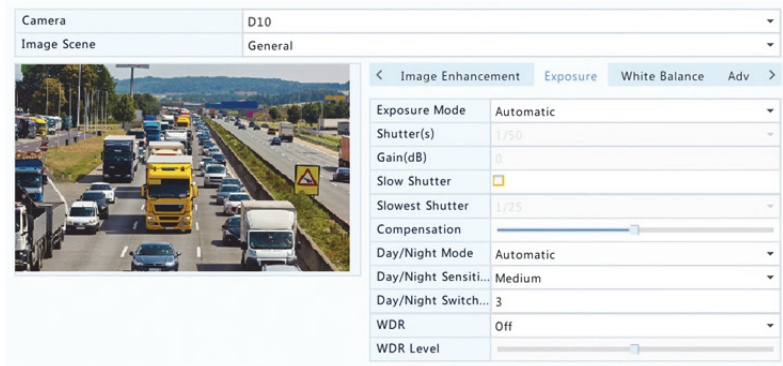 Camera D10
Image Scene General
< Image Enhancement Exposure White Balance Adv >
Exposure Mode Automatic
Shutter(s) 1/50
Gain(dB) 0
Slow Shutter
Slowest Shutter 1/25
Compensation
Day/Night Mode Automatic
Day/Night Sensiti... Medium
Day/Night Switch... 3
WDR Off
WDR Level